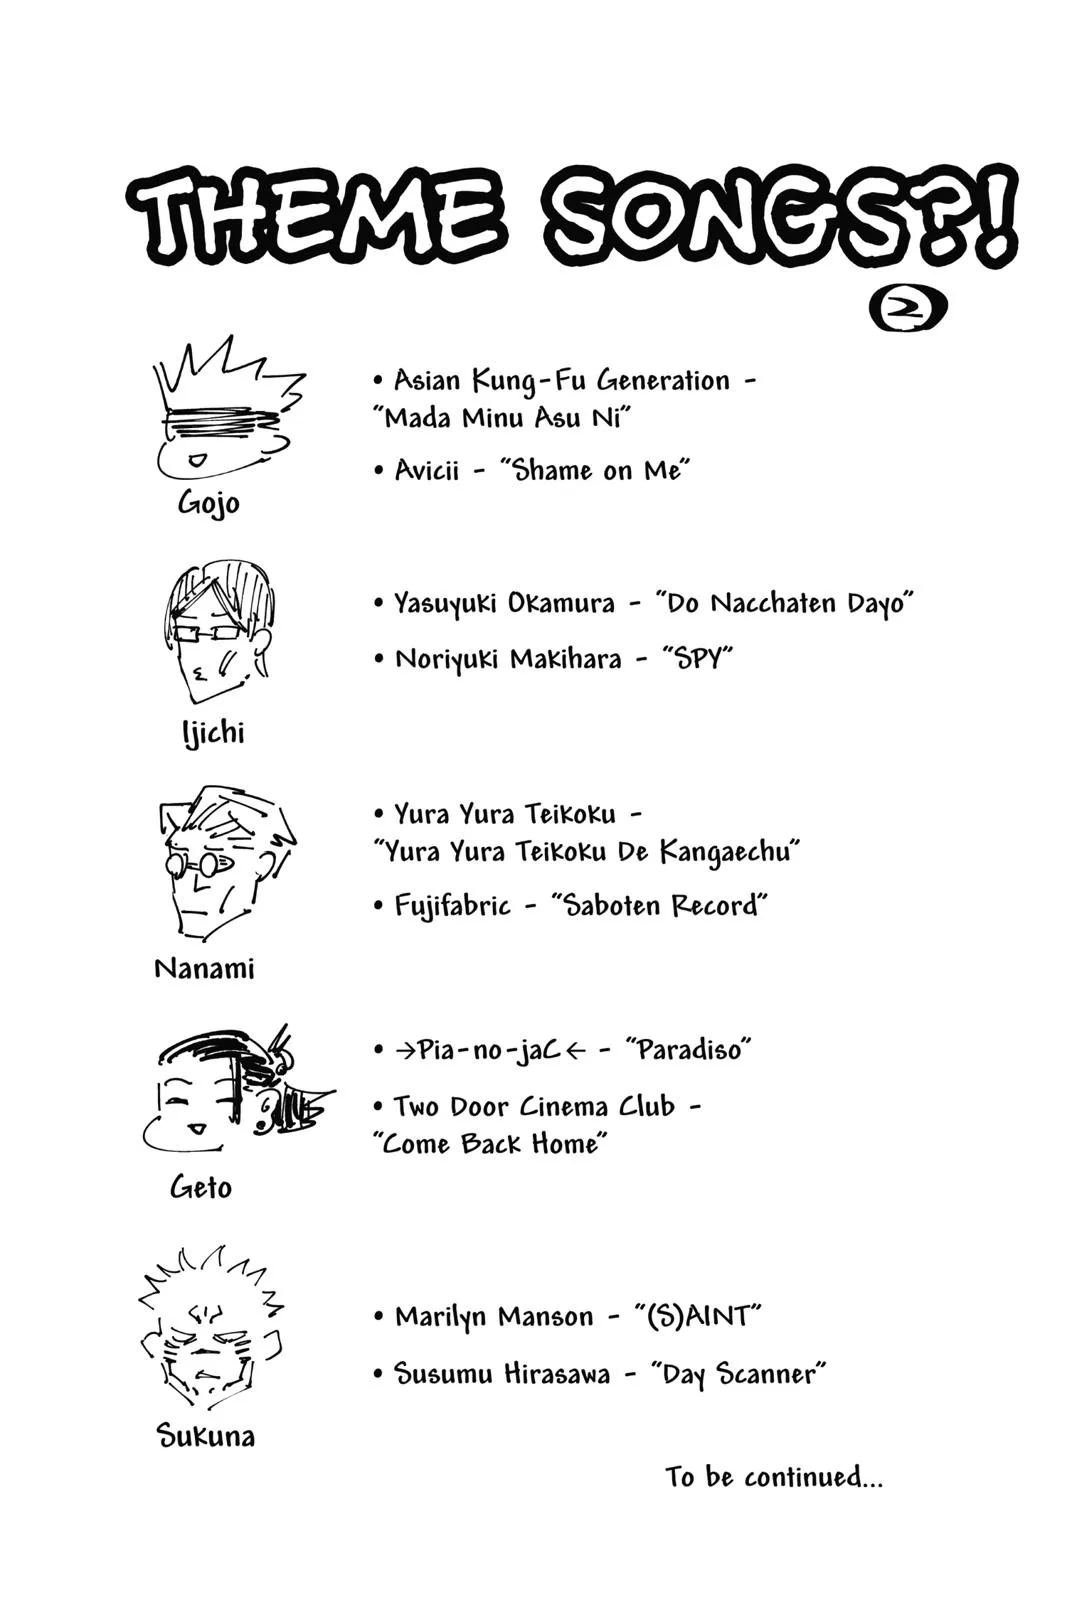 THEME SONGS?!
2
• Asian Kung-Fu Generation -
"Mada Minu Asu Ni"
• Avicii - "Shame on Me"
Gojo
• Yasuyuki Okamura - "Do Nacchaten Dayo"
• Noriyuki Makihara - "SPY"
Ijichi
• Yura Yura Teikoku -
"Yura Yura Teikoku De Kangaechu"
• Fujifabric - "Saboten Record"
Nanami
• →Pia-no-jaC← - "Paradiso"
• Two Door Cinema Club -
"Come Back Home"
Geto
• Marilyn Manson - "(S)AINT"
• Susumu Hirasawa - "Day Scanner"
Sukuna
To be continued...